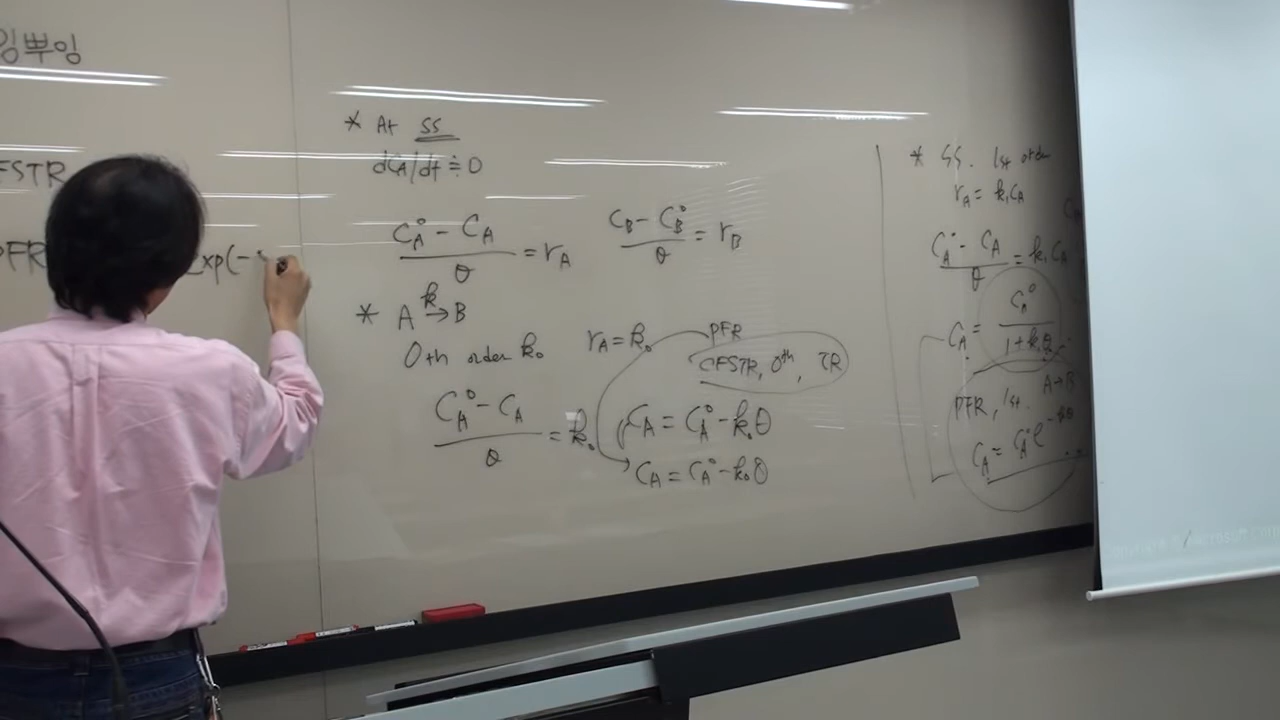 잉뿌잉
FSTR
PFR
exp(-
* At SS
dCA/dt ≐ 0
(CA° - CA)/θ = rA
(CB - CB°)/θ = rB
* A →k B
0th order k₀
rA = k₀
PFR
CFSTR, 0th,
(CA° - CA)/θ = k₀
CA = CA° - k₀θ
CA = CA° - k₀θ
* SS. 1st order
rA = k₁CA
(CA° - CA)/θ = k₁CA
CA = CA°/(1 + k₁θ)
PFR, 1st. A→B
CA = CA° e^-kθ